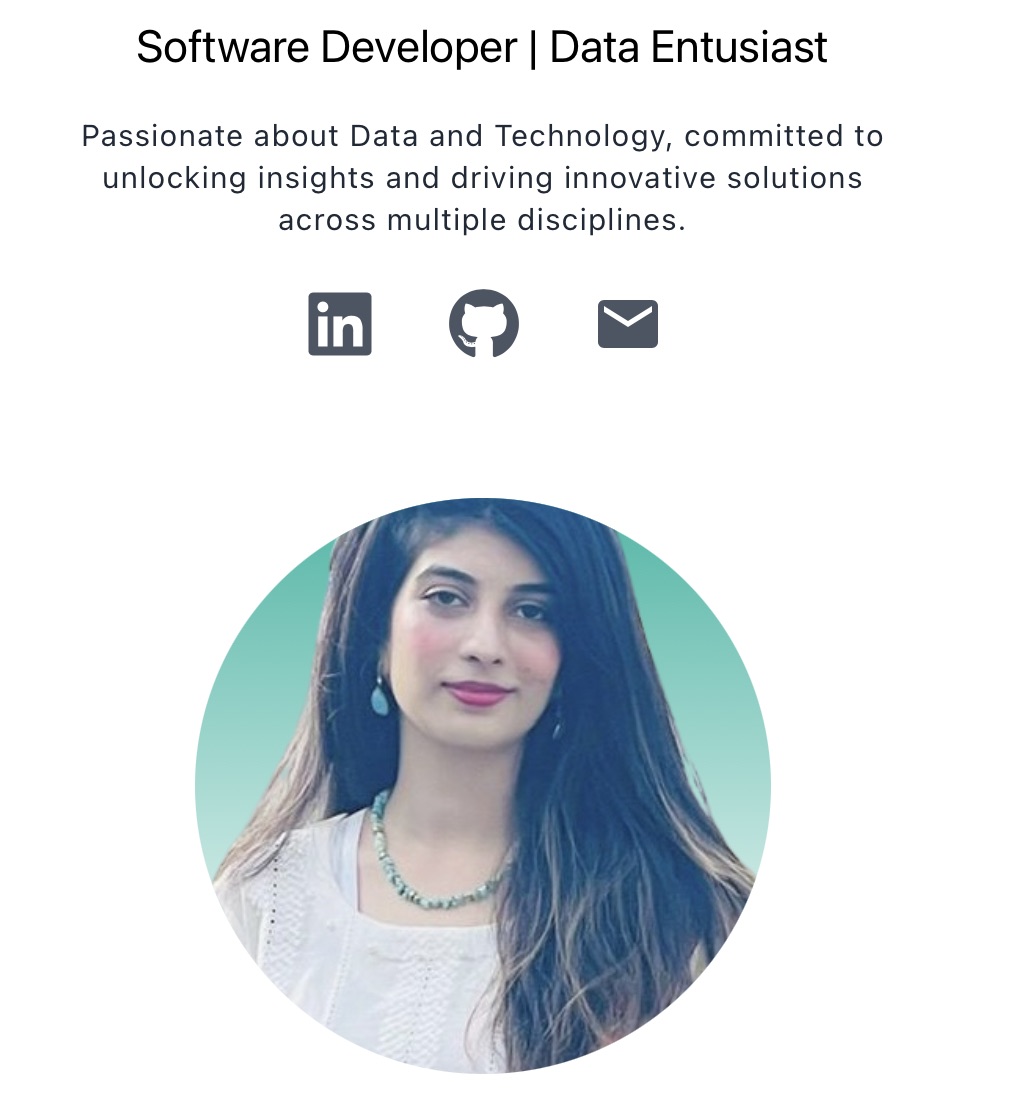 Software Developer | Data Entusiast
Passionate about Data and Technology, committed to
unlocking insights and driving innovative solutions
across multiple disciplines.
in